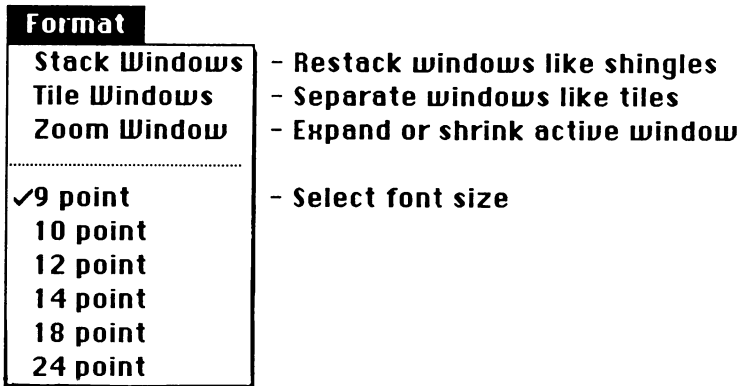 Format
Stack Windows - Restack windows like shingles
Tile Windows - Separate windows like tiles
Zoom Window - Expand or shrink active window
✓9 point - Select font size
10 point
12 point
14 point
18 point
24 point